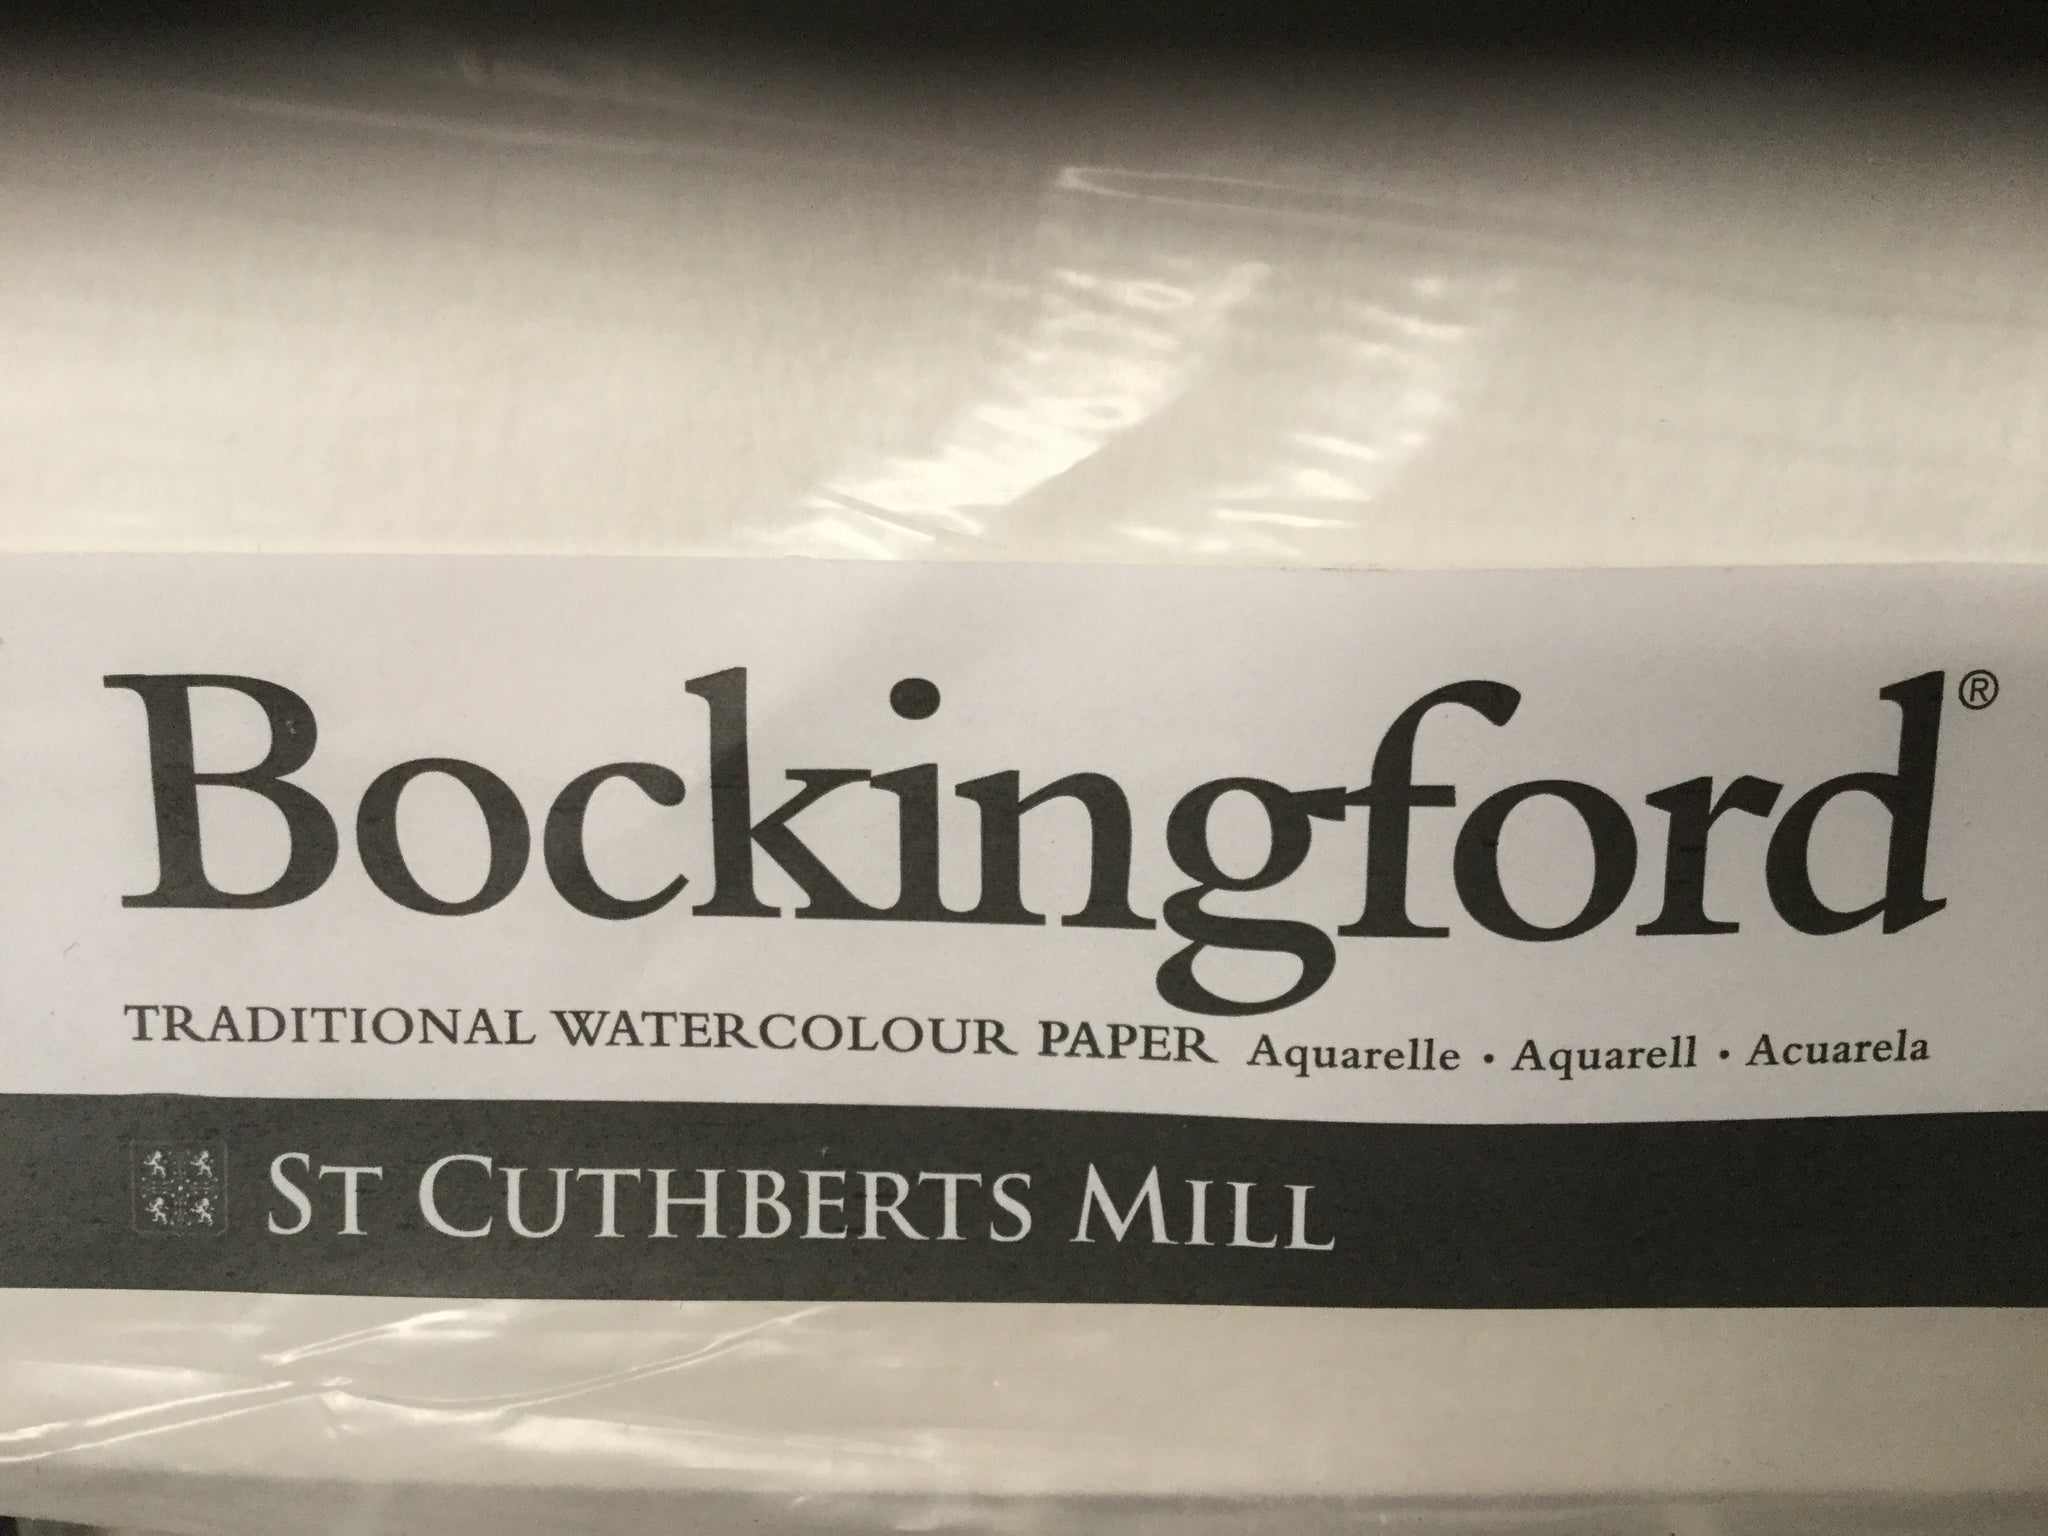 Bockingford®
TRADITIONAL WATERCOLOUR PAPER Aquarelle • Aquarell • Acuarela
ST CUTHBERTS MILL